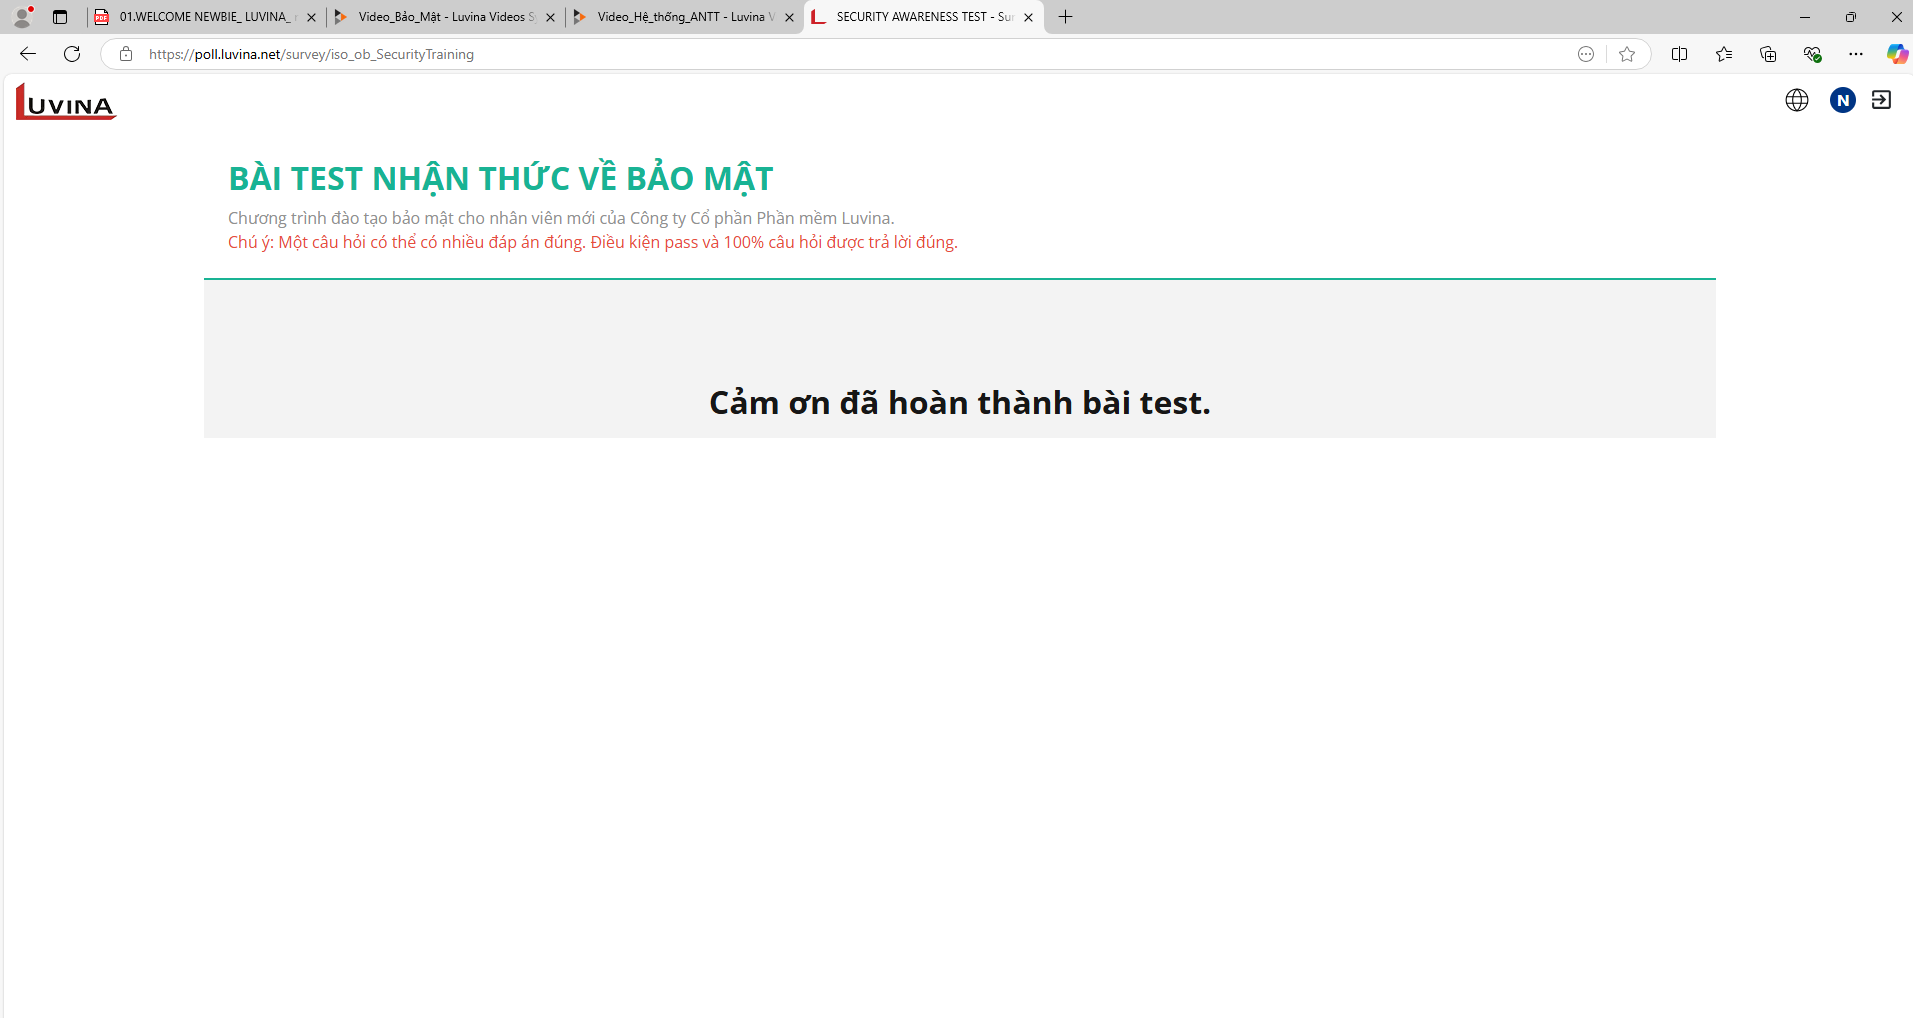 01.WELCOME NEWBIE_ LUVINA_
Video_Bảo_Mật - Luvina Videos S
Video_Hệ_thống_ANTT - Luvina V
SECURITY AWARENESS TEST - Sur
https://poll.luvina.net/survey/iso_ob_SecurityTraining
LUVINA
N
BÀI TEST NHẬN THỨC VỀ BẢO MẬT
Chương trình đào tạo bảo mật cho nhân viên mới của Công ty Cổ phần Phần mềm Luvina.
Chú ý: Một câu hỏi có thể có nhiều đáp án đúng. Điều kiện pass và 100% câu hỏi được trả lời đúng.
Cảm ơn đã hoàn thành bài test.